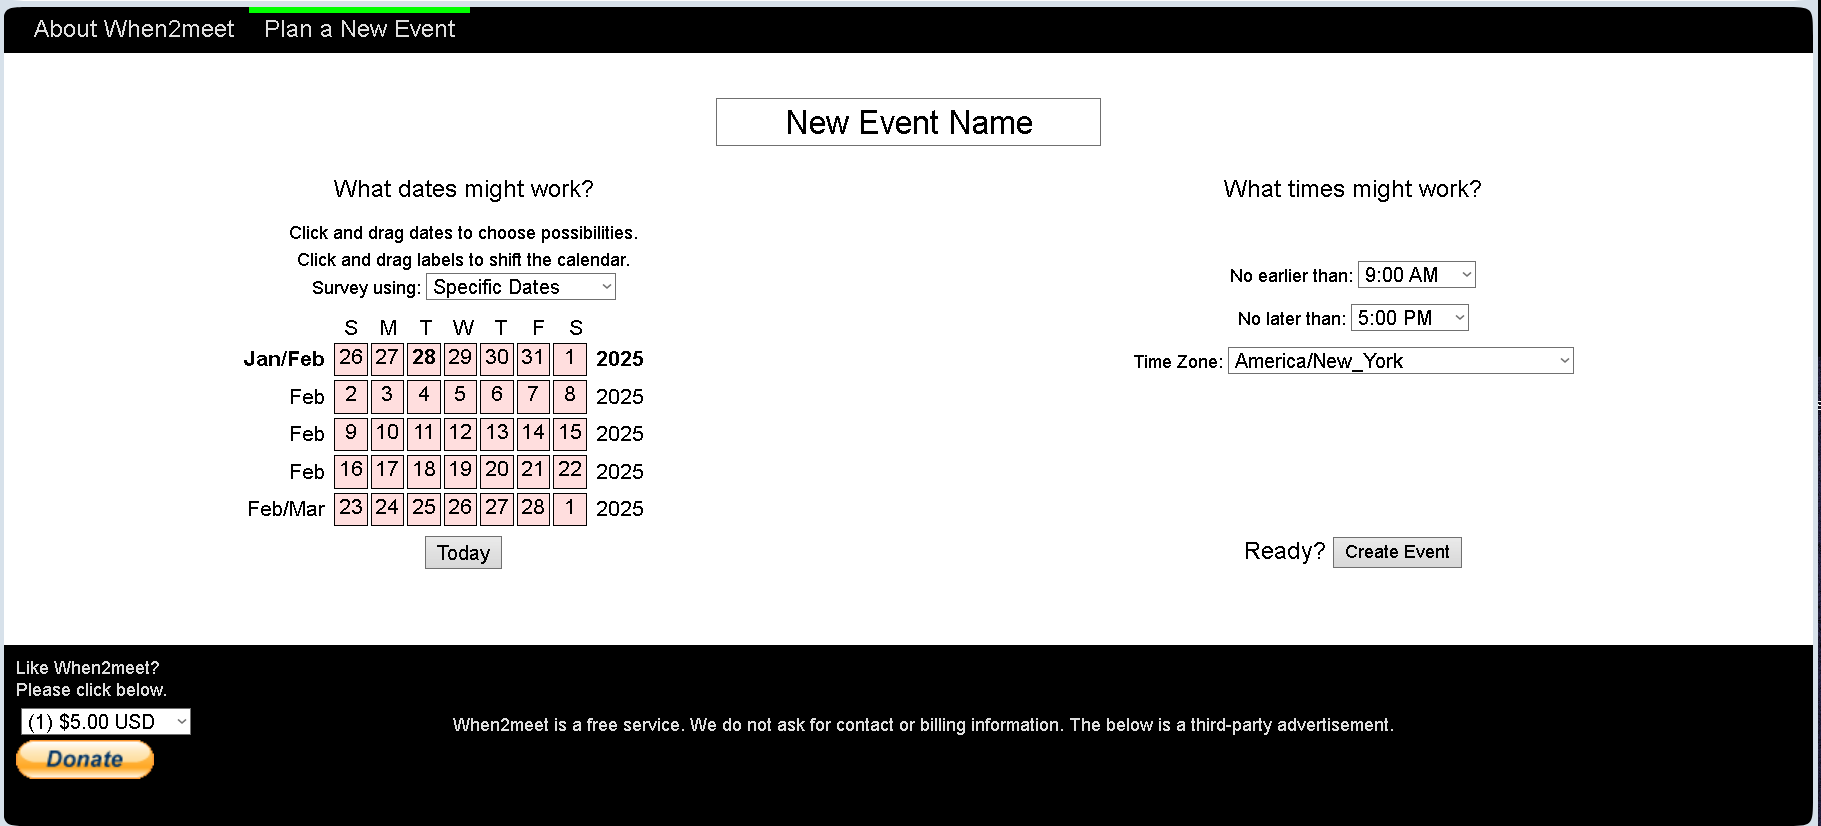 About When2meet Plan a New Event
New Event Name
What dates might work?
Click and drag dates to choose possibilities.
Click and drag labels to shift the calendar.
Survey using: Specific Dates
S M T W T F S
Jan/Feb 26 27 28 29 30 31 1 2025
Feb 2 3 4 5 6 7 8 2025
Feb 9 10 11 12 13 14 15 2025
Feb 16 17 18 19 20 21 22 2025
Feb/Mar 23 24 25 26 27 28 1 2025
Today
What times might work?
No earlier than: 9:00 AM
No later than: 5:00 PM
Time Zone: America/New_York
Ready? Create Event
Like When2meet?
Please click below.
(1) $5.00 USD
Donate
When2meet is a free service. We do not ask for contact or billing information. The below is a third-party advertisement.